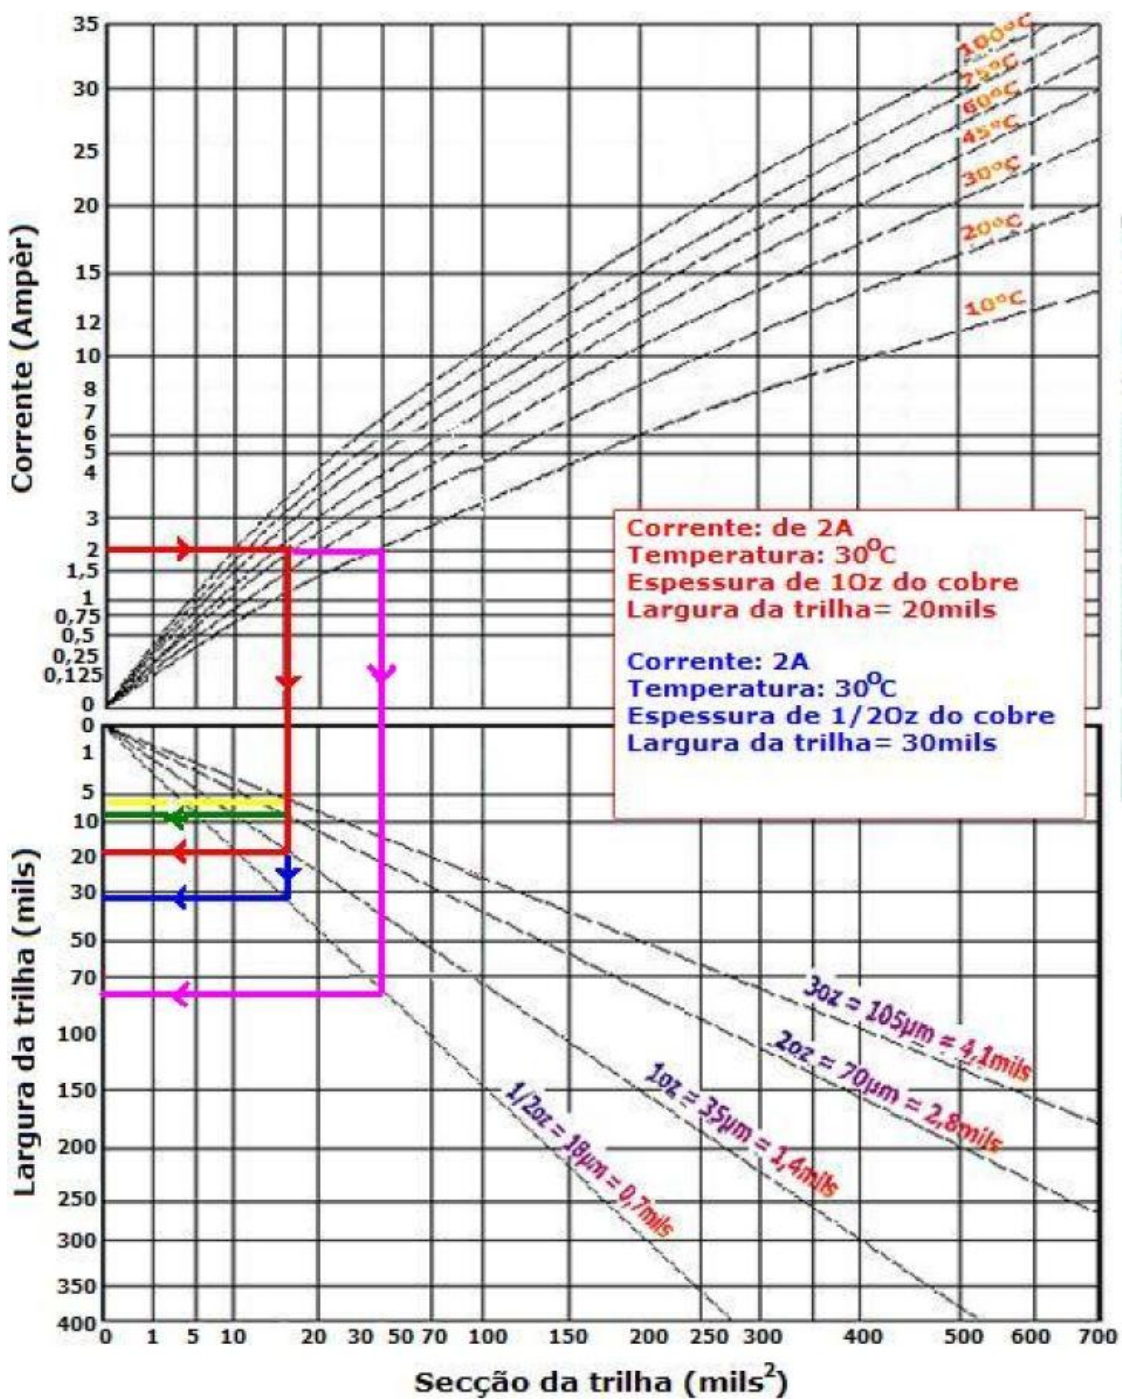 35
30
25
20
15
12
10
8
7
6
5
4
3
2
1,5
1
0,75
0,5
0,25
0,125
0
Corrente (Ampèr)
100°C
75°C
60°C
45°C
30°C
20°C
10°C
Corrente: de 2A
Temperatura: 30°C
Espessura de 1Oz do cobre
Largura da trilha= 20mils
Corrente: 2A
Temperatura: 30°C
Espessura de 1/2Oz do cobre
Largura da trilha= 30mils
0
1
5
10
20
30
50
70
100
150
200
250
300
350
400
Largura da trilha (mils)
3oz = 105µm = 4,1mils
2oz = 70µm = 2,8mils
1oz = 35µm = 1,4mils
1/2oz = 18µm = 0,7mils
0 1 5 10 20 30 50 70 100 150 200 250 300 400 500 600 700
Secção da trilha (mils²)